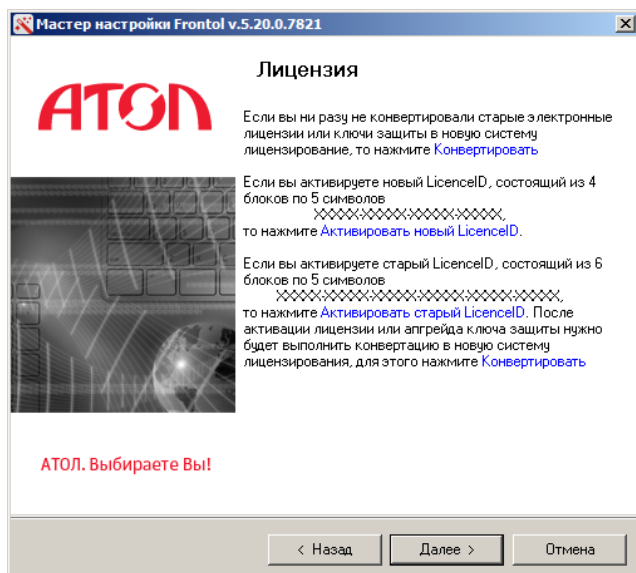 Мастер настройки Frontol v.5.20.0.7821
АТОЛ
Лицензия
Если вы ни разу не конвертировали старые электронные
лицензии или ключи защиты в новую систему
лицензирование, то нажмите Конвертировать
Если вы активируете новый LicenceID, состоящий из 4
блоков по 5 символов
XXXXX-XXXXX-XXXXX-XXXXX,
то нажмите Активировать новый LicenceID.
Если вы активируете старый LicenceID, состоящий из 6
блоков по 5 символов
XXXXX-XXXXX-XXXXX-XXXXX-XXXXX-XXXXX,
то нажмите Активировать старый LicenceID. После
активации лицензии или апгрейда ключа защиты нужно
будет выполнить конвертацию в новую систему
лицензирования, для этого нажмите Конвертировать
АТОЛ. Выбираете Вы!
< Назад
Далее >
Отмена